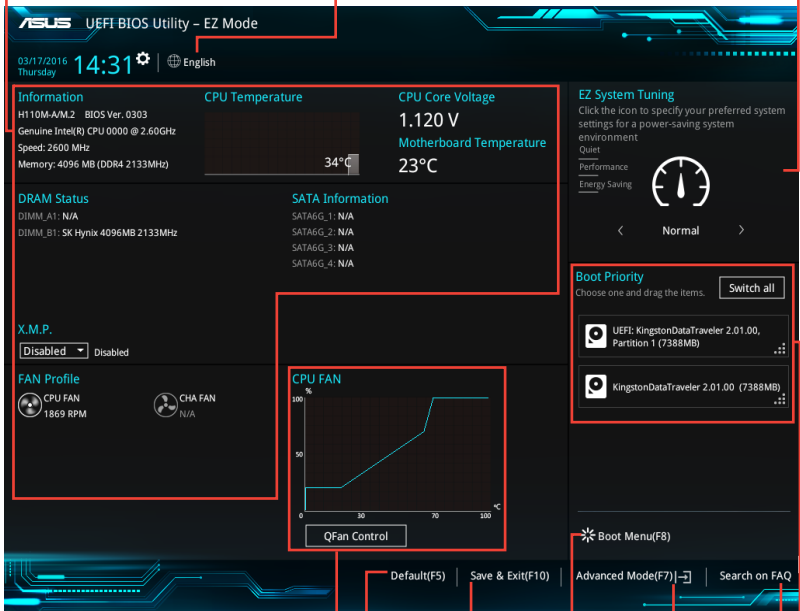 ASUS UEFI BIOS Utility – EZ Mode
03/17/2016
Thursday
14:31
English
Information
H110M-A/M.2 BIOS Ver. 0303
Genuine Intel(R) CPU 0000 @ 2.60GHz
Speed: 2600 MHz
Memory: 4096 MB (DDR4 2133MHz)
CPU Temperature
34°C
CPU Core Voltage
1.120 V
Motherboard Temperature
23°C
EZ System Tuning
Click the icon to specify your preferred system
settings for a power-saving system
environment
Quiet
Performance
Energy Saving
Normal
DRAM Status
DIMM_A1: N/A
DIMM_B1: SK Hynix 4096MB 2133MHz
SATA Information
SATA6G_1: N/A
SATA6G_2: N/A
SATA6G_3: N/A
SATA6G_4: N/A
X.M.P.
Disabled Disabled
FAN Profile
CPU FAN
1869 RPM
CHA FAN
N/A
CPU FAN
%
100
50
°C
0 30 70 100
QFan Control
Boot Priority
Choose one and drag the items.
Switch all
UEFI: KingstonDataTraveler 2.01.00,
Partition 1 (7388MB)
KingstonDataTraveler 2.01.00 (7388MB)
Boot Menu(F8)
Default(F5)
Save & Exit(F10)
Advanced Mode(F7)
Search on FAQ